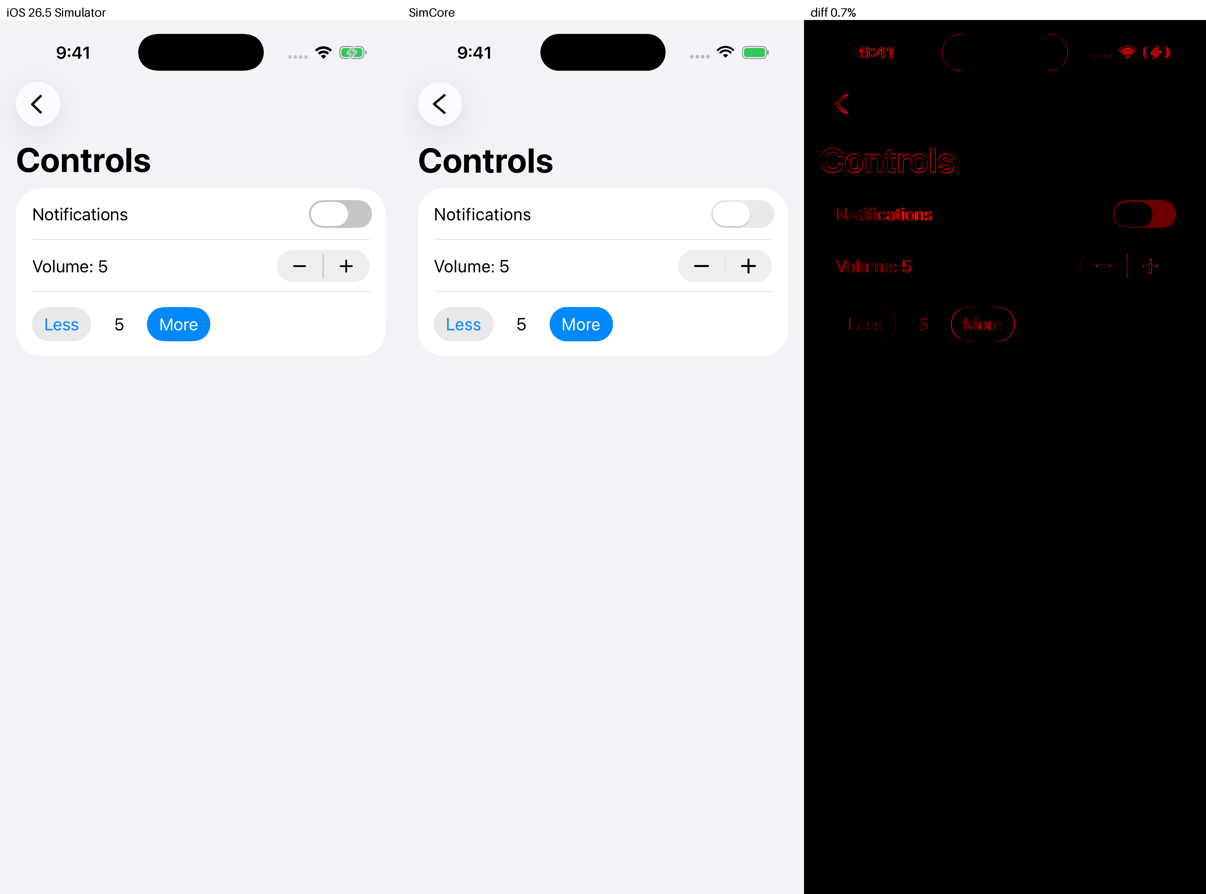 iOS 26.5 Simulator
SimCore
diff 0.7%
9:41
9:41
9:41
Controls
Controls
Controls
Notifications
Notifications
Notifications
Volume: 5
Volume: 5
Volume: 5
Less 5 More
Less 5 More
Less 5 More